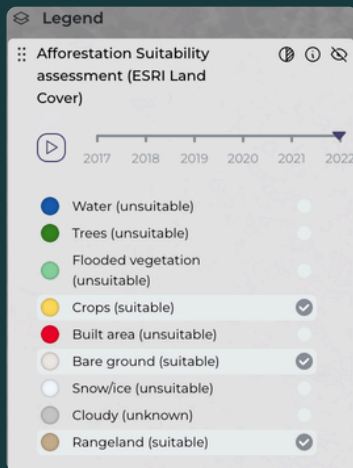 Legend
Afforestation Suitability
assessment (ESRI Land
Cover)
2017 2018 2019 2020 2021 2022
Water (unsuitable)
Trees (unsuitable)
Flooded vegetation
(unsuitable)
Crops (suitable)
Built area (unsuitable)
Bare ground (suitable)
Snow/ice (unsuitable)
Cloudy (unknown)
Rangeland (suitable)